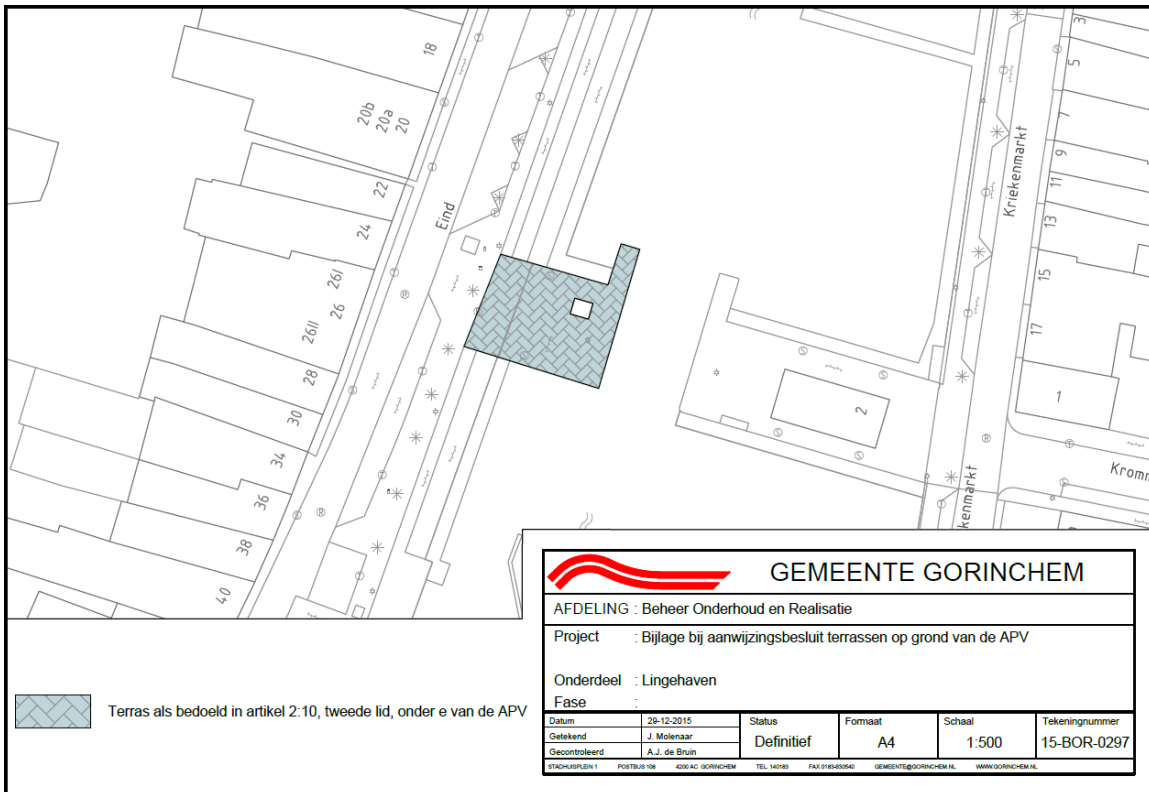 18
20b
20a
20
22
24
Eind
26I
26
26II
28
30
34
36
38
40
Kriekenmarkt
3
5
7
9
11
13
15
17
1
2
Kromm
kenmarkt
GEMEENTE GORINCHEM
AFDELING : Beheer Onderhoud en Realisatie
Project : Bijlage bij aanwijzingsbesluit terrassen op grond van de APV
Onderdeel : Lingehaven
Fase :
Datum 29-12-2015 Status Formaat Schaal Tekeningnummer
Getekend J. Molenaar Definitief A4 1:500 15-BOR-0297
Gecontroleerd A.J. de Bruin
STADHUISPLEIN 1 POSTBUS 108 4200 AC GORINCHEM TEL. 140183 FAX 0183-630540 GEMEENTE@GORINCHEM.NL WWW.GORINCHEM.NL
Terras als bedoeld in artikel 2:10, tweede lid, onder e van de APV